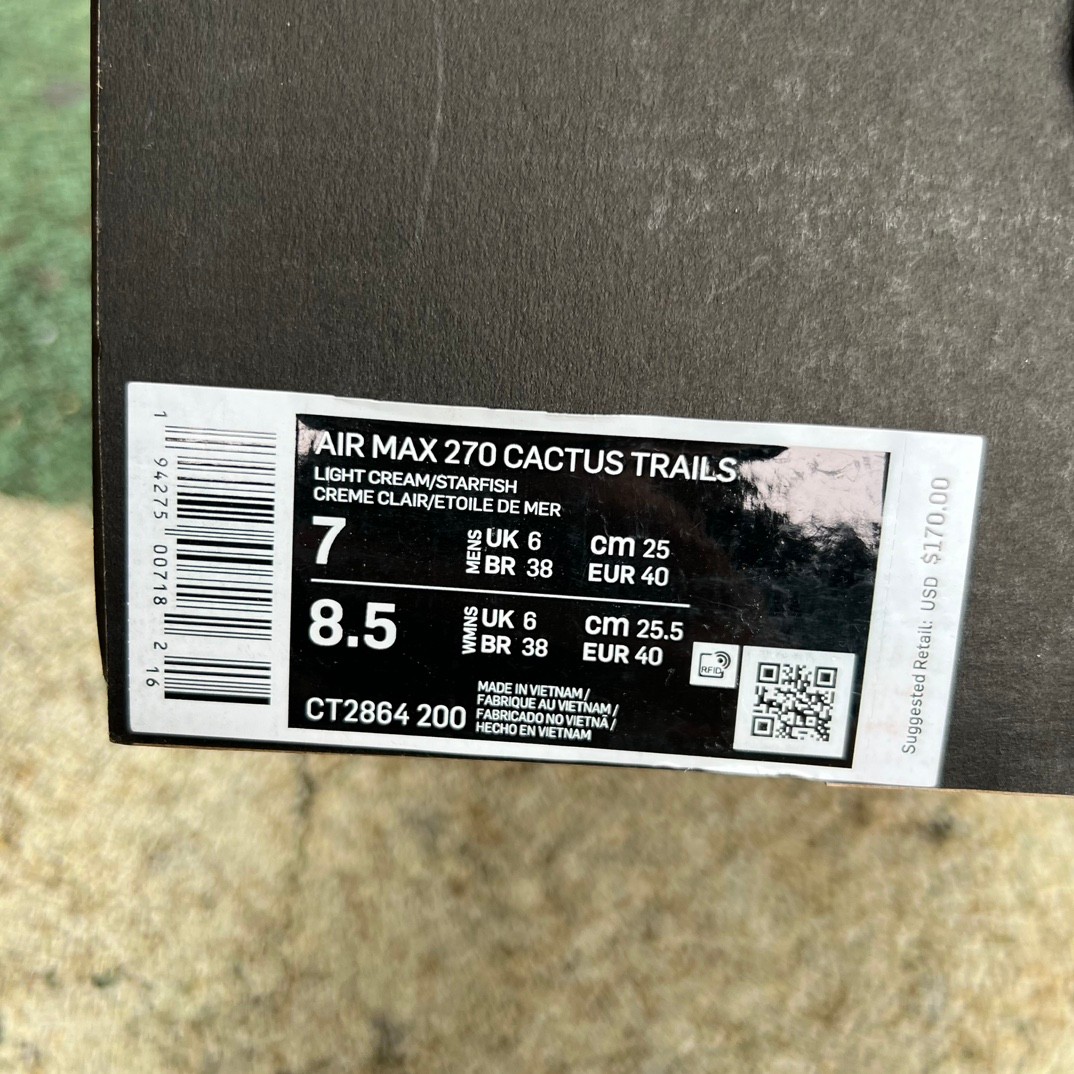 AIR MAX 270 CACTUS TRAILS
LIGHT CREAM/STARFISH
CREME CLAIR/ETOILE DE MER
7 MENS UK 6 cm 25
BR 38 EUR 40
8.5 WMNS UK 6 cm 25.5
BR 38 EUR 40
RFID
CT2864 200
MADE IN VIETNAM /
FABRIQUE AU VIETNAM /
FABRICADO NO VIETNÃ /
HECHO EN VIETNAM
1 94275 00718 2 16
Suggested Retail: USD $170.00